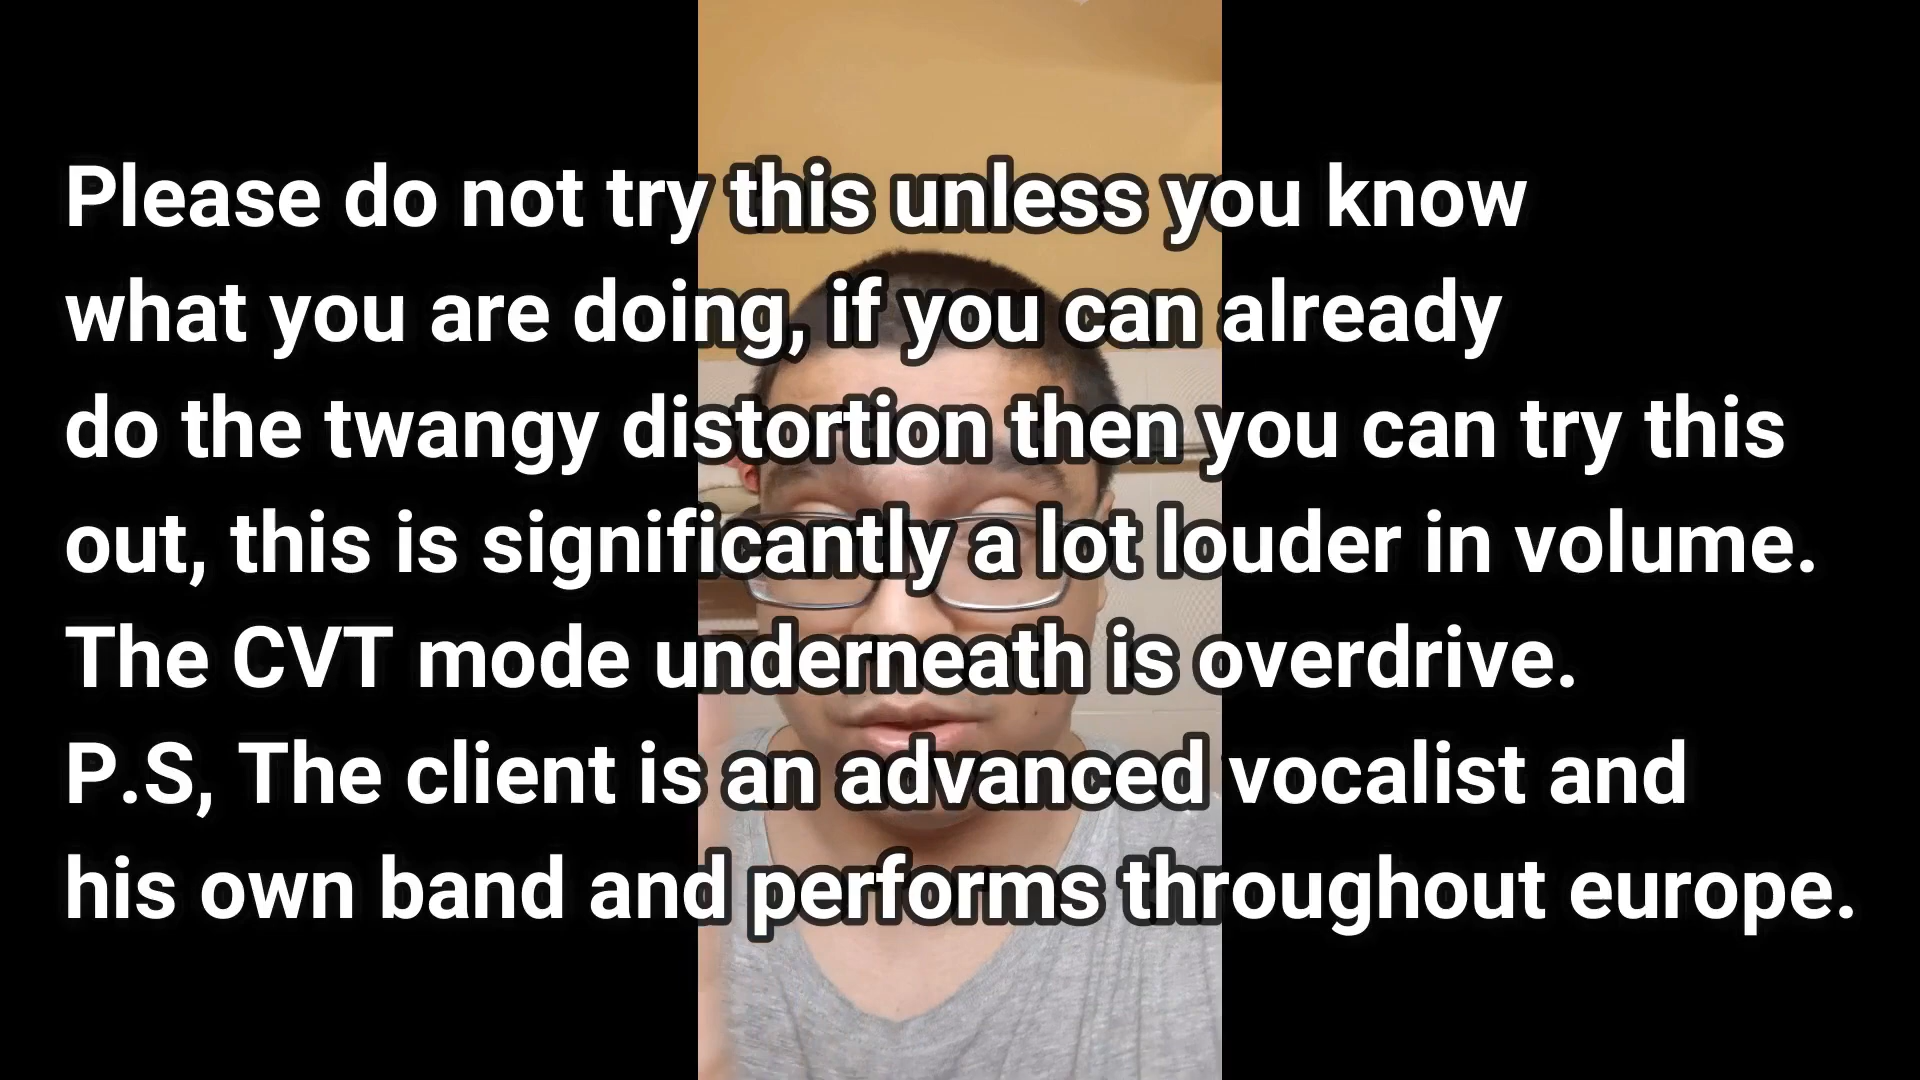 Please do not try this unless you know
what you are doing, if you can already
do the twangy distortion then you can try this
out, this is significantly a lot louder in volume.
The CVT mode underneath is overdrive.
P.S, The client is an advanced vocalist and
his own band and performs throughout europe.